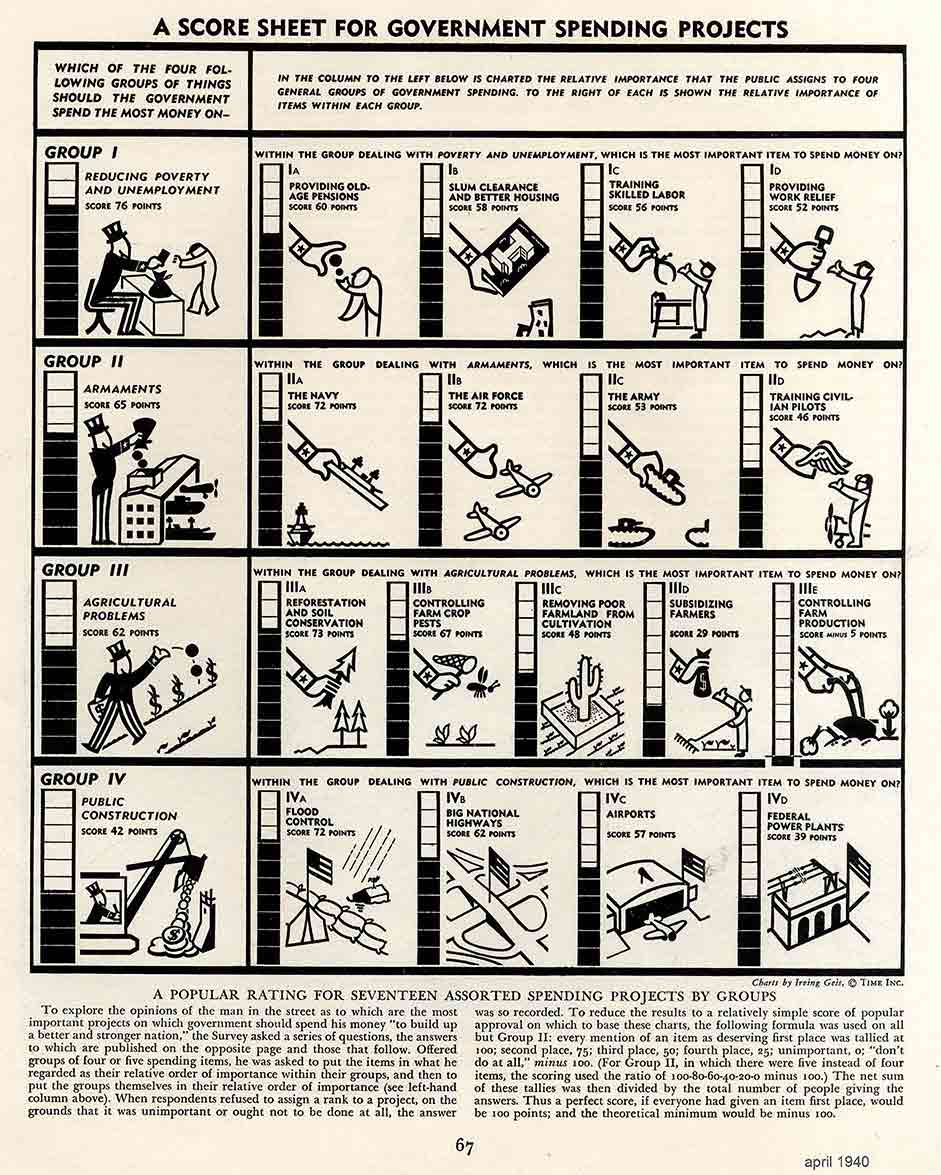 A SCORE SHEET FOR GOVERNMENT SPENDING PROJECTS
WHICH OF THE FOUR FOL-
LOWING GROUPS OF THINGS
SHOULD THE GOVERNMENT
SPEND THE MOST MONEY ON—
IN THE COLUMN TO THE LEFT BELOW IS CHARTED THE RELATIVE IMPORTANCE THAT THE PUBLIC ASSIGNS TO FOUR
GENERAL GROUPS OF GOVERNMENT SPENDING. TO THE RIGHT OF EACH IS SHOWN THE RELATIVE IMPORTANCE OF
ITEMS WITHIN EACH GROUP.
GROUP I
REDUCING POVERTY
AND UNEMPLOYMENT
SCORE 76 POINTS
WITHIN THE GROUP DEALING WITH POVERTY AND UNEMPLOYMENT, WHICH IS THE MOST IMPORTANT ITEM TO SPEND MONEY ON?
IA
PROVIDING OLD-
AGE PENSIONS
SCORE 60 POINTS
IB
SLUM CLEARANCE
AND BETTER HOUSING
SCORE 58 POINTS
IC
TRAINING
SKILLED LABOR
SCORE 56 POINTS
ID
PROVIDING
WORK RELIEF
SCORE 52 POINTS
GROUP II
ARMAMENTS
SCORE 65 POINTS
WITHIN THE GROUP DEALING WITH ARMAMENTS, WHICH IS THE MOST IMPORTANT ITEM TO SPEND MONEY ON?
IIA
THE NAVY
SCORE 72 POINTS
IIB
THE AIR FORCE
SCORE 72 POINTS
IIC
THE ARMY
SCORE 53 POINTS
IID
TRAINING CIVIL-
IAN PILOTS
SCORE 46 POINTS
GROUP III
AGRICULTURAL
PROBLEMS
SCORE 62 POINTS
WITHIN THE GROUP DEALING WITH AGRICULTURAL PROBLEMS, WHICH IS THE MOST IMPORTANT ITEM TO SPEND MONEY ON?
IIIA
REFORESTATION
AND SOIL
CONSERVATION
SCORE 73 POINTS
IIIB
CONTROLLING
FARM CROP
PESTS
SCORE 67 POINTS
IIIC
REMOVING POOR
FARMLAND FROM
CULTIVATION
SCORE 48 POINTS
IIID
SUBSIDIZING
FARMERS
SCORE 29 POINTS
IIIE
CONTROLLING
FARM
PRODUCTION
SCORE MINUS 5 POINTS
GROUP IV
PUBLIC
CONSTRUCTION
SCORE 42 POINTS
WITHIN THE GROUP DEALING WITH PUBLIC CONSTRUCTION, WHICH IS THE MOST IMPORTANT ITEM TO SPEND MONEY ON?
IVA
FLOOD
CONTROL
SCORE 72 POINTS
IVB
BIG NATIONAL
HIGHWAYS
SCORE 62 POINTS
IVC
AIRPORTS
SCORE 57 POINTS
IVD
FEDERAL
POWER PLANTS
SCORE 39 POINTS
Charts by Irving Geis, © TIME INC.
A POPULAR RATING FOR SEVENTEEN ASSORTED SPENDING PROJECTS BY GROUPS
To explore the opinions of the man in the street as to which are the most
important projects on which government should spend his money "to build up
a better and stronger nation," the Survey asked a series of questions, the answers
to which are published on the opposite page and those that follow. Offered
groups of four or five spending items, he was asked to put the items in what he
regarded as their relative order of importance within their groups, and then to
put the groups themselves in their relative order of importance (see left-hand
column above). When respondents refused to assign a rank to a project, on the
grounds that it was unimportant or ought not to be done at all, the answer
was so recorded. To reduce the results to a relatively simple score of popular
approval on which to base these charts, the following formula was used on all
but Group II: every mention of an item as deserving first place was tallied at
100; second place, 75; third place, 50; fourth place, 25; unimportant, 0; "don't
do at all," minus 100. (For Group II, in which there were five instead of four
items, the scoring used the ratio of 100-80-60-40-20-0 minus 100.) The net sum
of these tallies was then divided by the total number of people giving the
answers. Thus a perfect score, if everyone had given an item first place, would
be 100 points; and the theoretical minimum would be minus 100.
67
april 1940